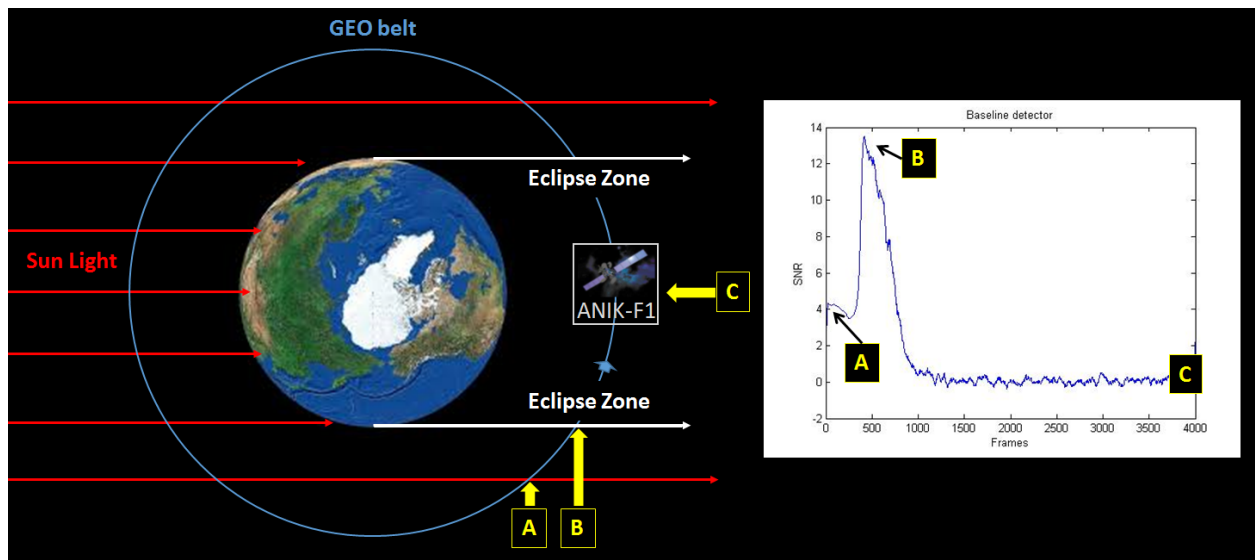 GEO belt
Eclipse Zone
Sun Light
ANIK-F1
C
Eclipse Zone
A
B
Baseline detector
14
12
10
8
6
4
2
0
-2
SNR
B
A
C
0
500
1000
1500
2000
2500
3000
3500
4000
Frames